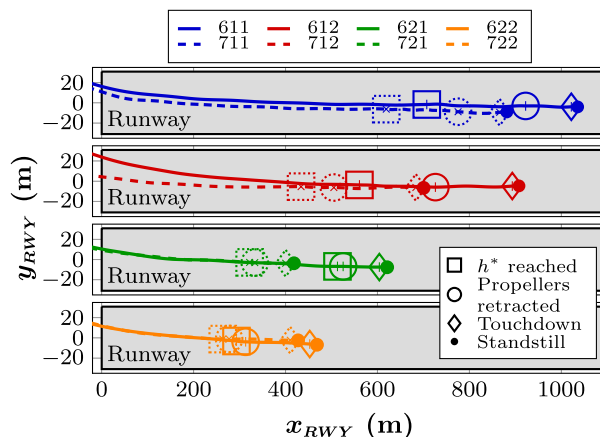 611 612 621 622
711 712 721 722
20
0
−20
Runway
20
0
−20
Runway
20
0
−20
Runway
20
0
−20
Runway
y_RWY (m)
h* reached
Propellers
retracted
Touchdown
Standstill
0 200 400 600 800 1000
x_RWY (m)